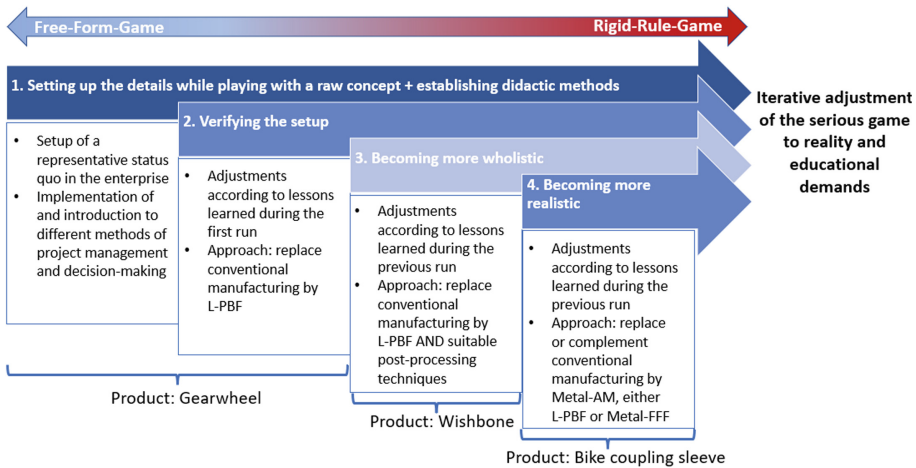 Free-Form-Game
Rigid-Rule-Game
1. Setting up the details while playing with a raw concept + establishing didactic methods
• Setup of a
representative status
quo in the enterprise
• Implementation of
and introduction to
different methods of
project management
and decision-making
2. Verifying the setup
• Adjustments
according to lessons
learned during the
first run
• Approach: replace
conventional
manufacturing by
L-PBF
3. Becoming more wholistic
• Adjustments
according to lessons
learned during the
previous run
• Approach: replace
conventional
manufacturing by
L-PBF AND suitable
post-processing
techniques
4. Becoming more
realistic
• Adjustments
according to lessons
learned during the
previous run
• Approach: replace
or complement
conventional
manufacturing by
Metal-AM, either
L-PBF or Metal-FFF
Iterative adjustment
of the serious game
to reality and
educational
demands
Product: Gearwheel
Product: Wishbone
Product: Bike coupling sleeve